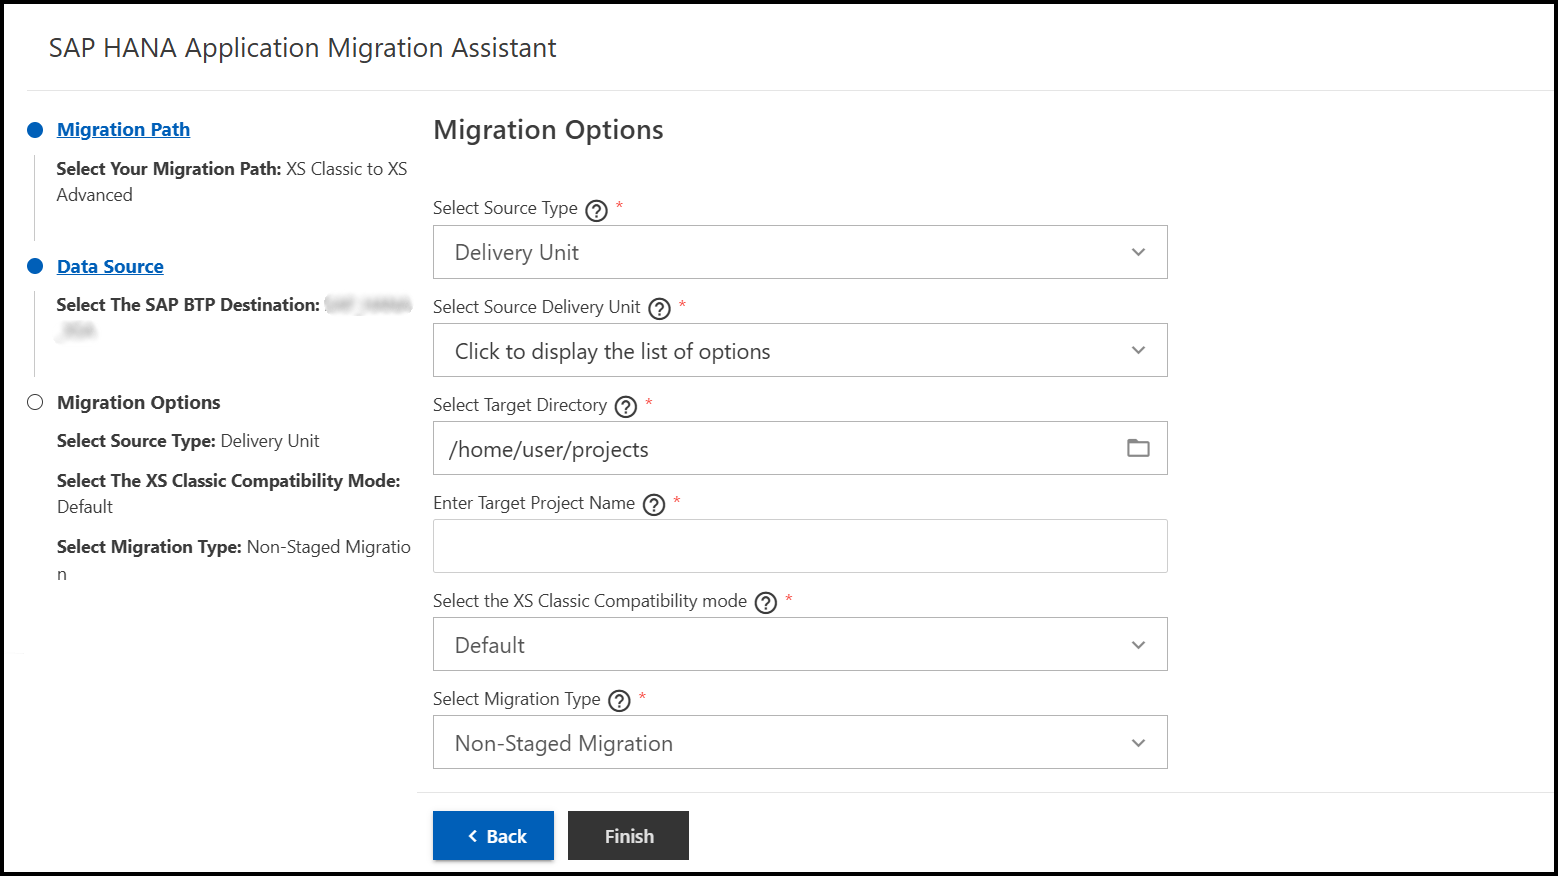 SAP HANA Application Migration Assistant
Migration Path
Select Your Migration Path: XS Classic to XS
Advanced
Data Source
Select The SAP BTP Destination:
Migration Options
Select Source Type: Delivery Unit
Select The XS Classic Compatibility Mode:
Default
Select Migration Type: Non-Staged Migratio
n
Migration Options
Select Source Type ? *
Delivery Unit
Select Source Delivery Unit ? *
Click to display the list of options
Select Target Directory ? *
/home/user/projects
Enter Target Project Name ? *
Select the XS Classic Compatibility mode ? *
Default
Select Migration Type ? *
Non-Staged Migration
< Back
Finish